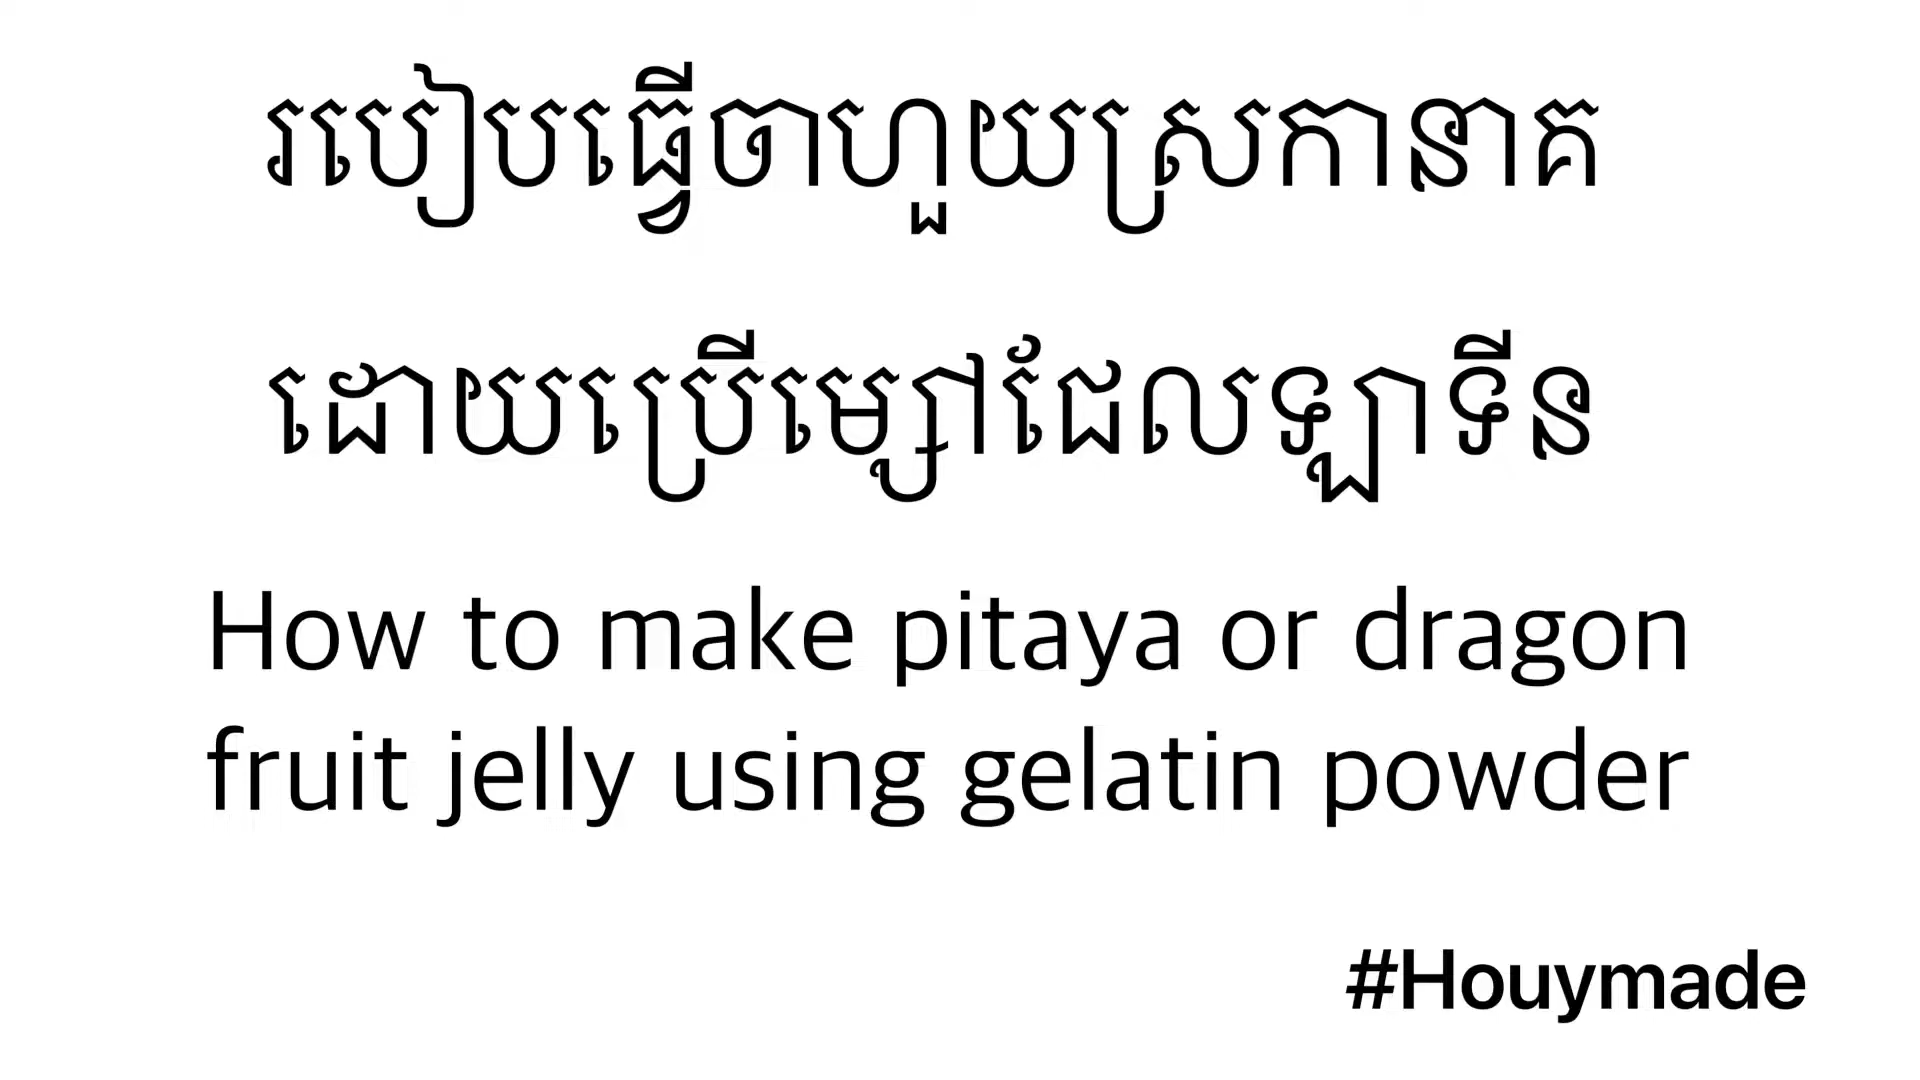 របៀបធ្វើចាហួយស្រកានាគ
ដោយប្រើម្សៅជែលឡាទីន
How to make pitaya or dragon
fruit jelly using gelatin powder
#Houymade